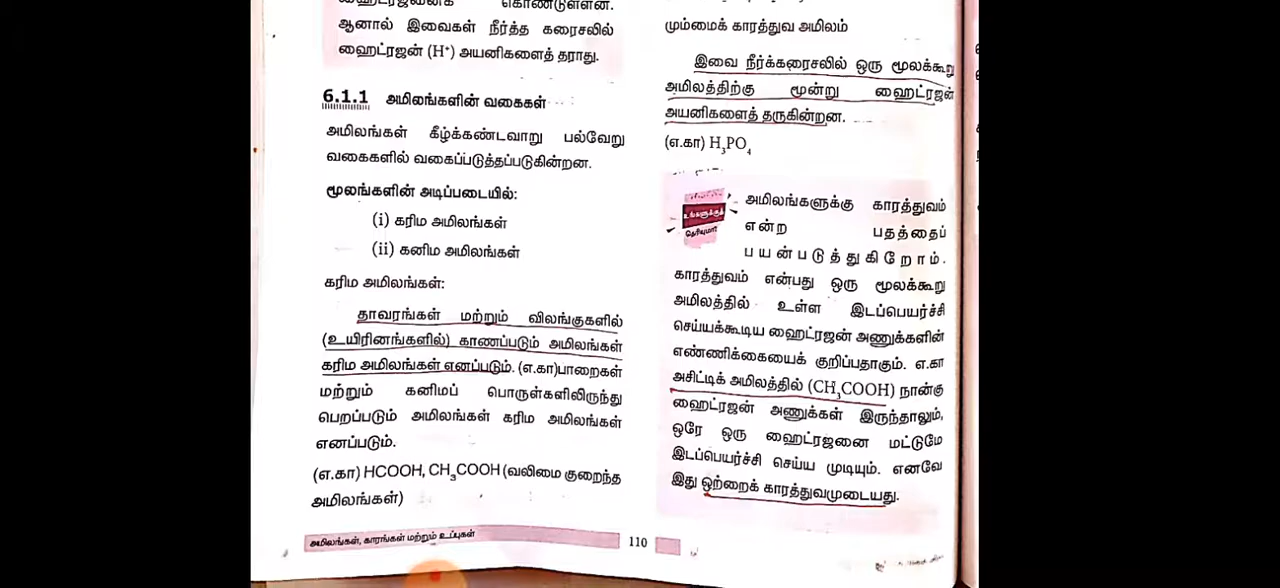 ஆனால் இவைகள் நீர்த்த கரைசலில்
ஹைட்ரஜன் (H⁺) அயனிகளைத் தராது.
6.1.1 அமிலங்களின் வகைகள்
அமிலங்கள் கீழ்க்கண்டவாறு பல்வேறு
வகைகளில் வகைப்படுத்தப்படுகின்றன.
மூலங்களின் அடிப்படையில்:
(i) கரிம அமிலங்கள்
(ii) கனிம அமிலங்கள்
கரிம அமிலங்கள்:
தாவரங்கள் மற்றும் விலங்குகளில்
(உயிரினங்களில்) காணப்படும் அமிலங்கள்
கரிம அமிலங்கள் எனப்படும். (எ.கா)பாறைகள்
மற்றும் கனிமப் பொருள்களிலிருந்து
பெறப்படும் அமிலங்கள் கரிம அமிலங்கள்
எனப்படும்.
(எ.கா) HCOOH, CH₃COOH (வலிமை குறைந்த
அமிலங்கள்)
அமிலங்கள், காரங்கள் மற்றும் உப்புகள்
110
மும்மைக் காரத்துவ அமிலம்
இவை நீர்க்கரைசலில் ஒரு மூலக்கூறு
அமிலத்திற்கு மூன்று ஹைட்ரஜன்
அயனிகளைத் தருகின்றன.
(எ.கா) H₃PO₄
உங்களுக்குத்
தெரியுமா?
அமிலங்களுக்கு காரத்துவம்
என்ற பதத்தைப்
பயன்படுத்துகிறோம்.
காரத்துவம் என்பது ஒரு மூலக்கூறு
அமிலத்தில் உள்ள இடப்பெயர்ச்சி
செய்யக்கூடிய ஹைட்ரஜன் அணுக்களின்
எண்ணிக்கையைக் குறிப்பதாகும். எ.கா
அசிட்டிக் அமிலத்தில் (CH₃COOH) நான்கு
ஹைட்ரஜன் அணுக்கள் இருந்தாலும்,
ஒரே ஒரு ஹைட்ரஜனை மட்டுமே
இடப்பெயர்ச்சி செய்ய முடியும். எனவே
இது ஒற்றைக் காரத்துவமுடையது.